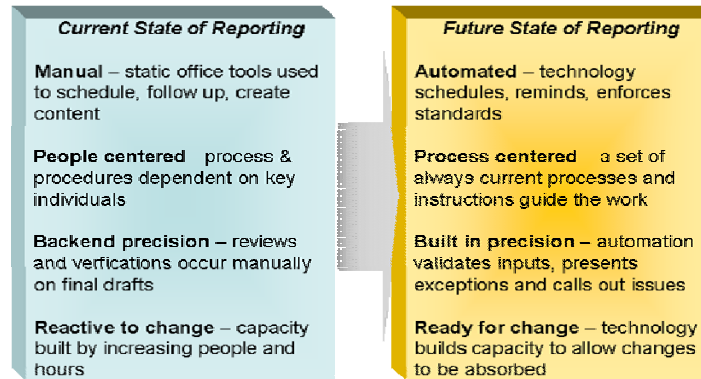 Current State of Reporting
Manual – static office tools used
to schedule, follow up, create
content
People centered process &
procedures dependent on key
individuals
Backend precision – reviews
and verfications occur manually
on final drafts
Reactive to change – capacity
built by increasing people and
hours
Future State of Reporting
Automated – technology
schedules, reminds, enforces
standards
Process centered a set of
always current processes and
instructions guide the work
Built in precision – automation
validates inputs, presents
exceptions and calls out issues
Ready for change – technology
builds capacity to allow changes
to be absorbed